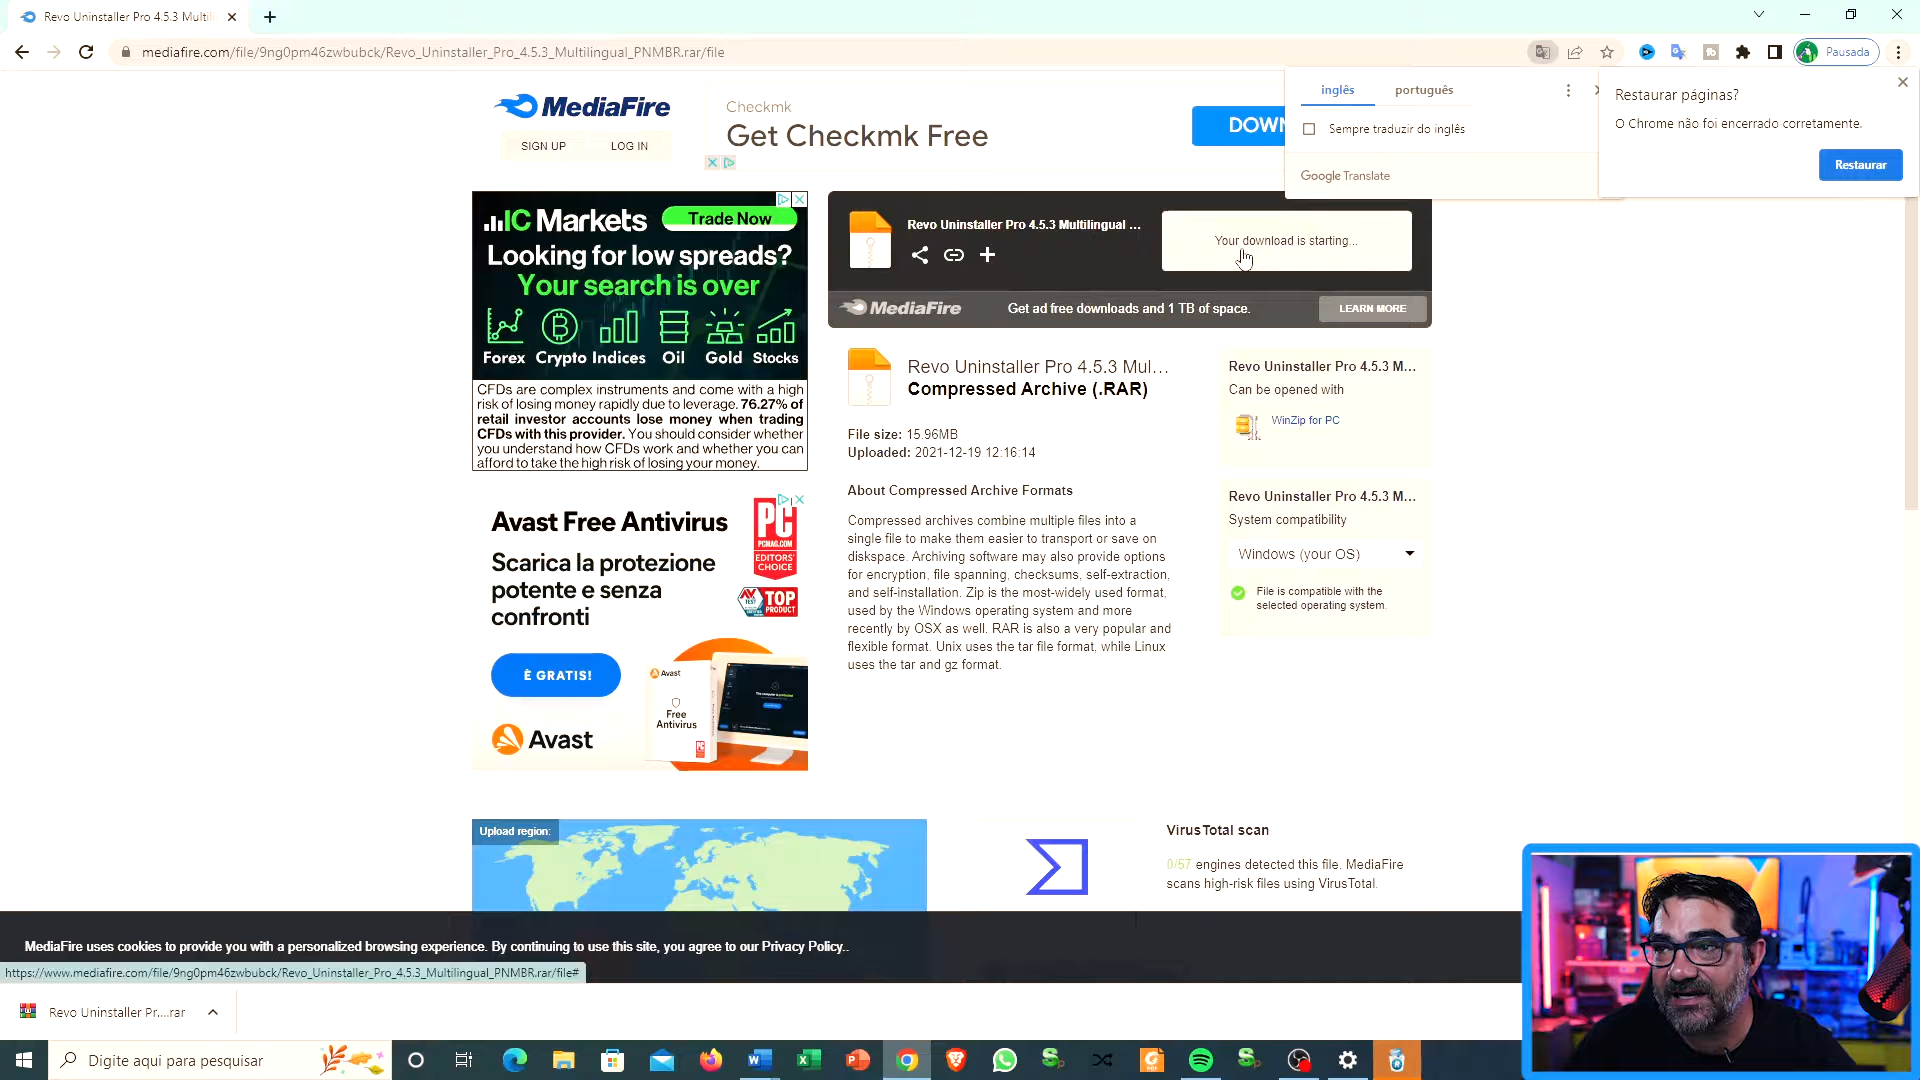 Revo Uninstaller Pro 4.5.3 Multili
mediafire.com/file/9ng0pm46zwbubck/Revo_Uninstaller_Pro_4.5.3_Multilingual_PNMBR.rar/file
Pausada
MediaFire
SIGN UP
LOG IN
Checkmk
Get Checkmk Free
DOWN
inglês
português
Sempre traduzir do inglês
Google Translate
Restaurar páginas?
O Chrome não foi encerrado corretamente.
Restaurar
IC Markets
Trade Now
Looking for low spreads?
Your search is over
Forex Crypto Indices Oil Gold Stocks
CFDs are complex instruments and come with a high
risk of losing money rapidly due to leverage. 76.27% of
retail investor accounts lose money when trading
CFDs with this provider. You should consider whether
you understand how CFDs work and whether you can
afford to take the high risk of losing your money.
Revo Uninstaller Pro 4.5.3 Multilingual ...
Your download is starting...
MediaFire
Get ad free downloads and 1 TB of space.
LEARN MORE
Revo Uninstaller Pro 4.5.3 Mul...
Compressed Archive (.RAR)
File size: 15.96MB
Uploaded: 2021-12-19 12:16:14
About Compressed Archive Formats
Compressed archives combine multiple files into a
single file to make them easier to transport or save on
diskspace. Archiving software may also provide options
for encryption, file spanning, checksums, self-extraction,
and self-installation. Zip is the most-widely used format,
used by the Windows operating system and more
recently by OSX as well. RAR is also a very popular and
flexible format. Unix uses the tar file format, while Linux
uses the tar and gz format.
Revo Uninstaller Pro 4.5.3 M...
Can be opened with
WinZip for PC
Revo Uninstaller Pro 4.5.3 M...
System compatibility
Windows (your OS)
File is compatible with the
selected operating system.
Avast Free Antivirus
Scarica la protezione
potente e senza
confronti
È GRATIS!
Avast
PC
PCMAG.COM
EDITORS'
CHOICE
TOP
PRODUCT
Avast
Free
Antivirus
Upload region:
VirusTotal scan
0/57 engines detected this file. MediaFire
scans high-risk files using VirusTotal.
MediaFire uses cookies to provide you with a personalized browsing experience. By continuing to use this site, you agree to our Privacy Policy..
https://www.mediafire.com/file/9ng0pm46zwbubck/Revo_Uninstaller_Pro_4.5.3_Multilingual_PNMBR.rar/file#
Revo Uninstaller Pr....rar
Digite aqui para pesquisar